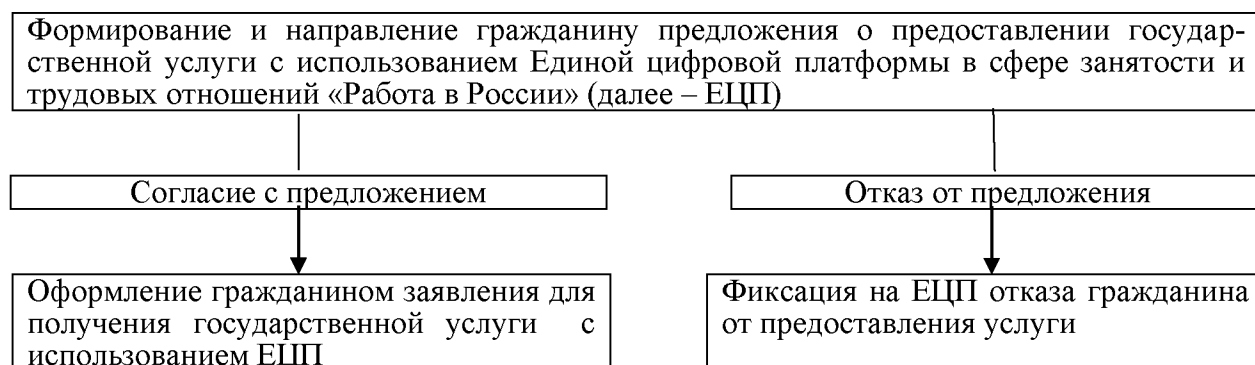 Формирование и направление гражданину предложения о предоставлении государ-
ственной услуги с использованием Единой цифровой платформы в сфере занятости и
трудовых отношений «Работа в России» (далее – ЕЦП)
Согласие с предложением
Отказ от предложения
Оформление гражданином заявления для
получения государственной услуги с
использованием ЕЦП
Фиксация на ЕЦП отказа гражданина
от предоставления услуги